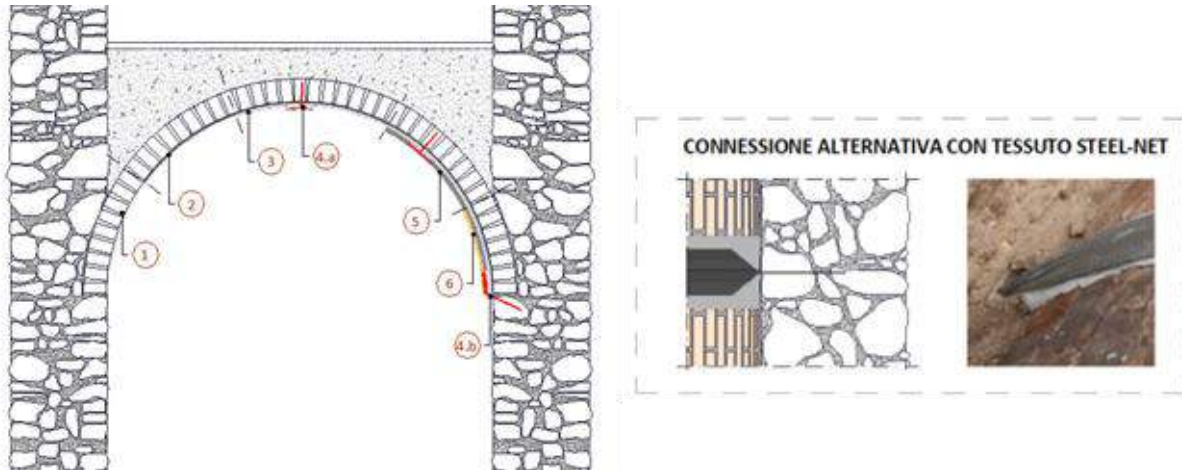 1
2
3
4.a
5
6
4.b
CONNESSIONE ALTERNATIVA CON TESSUTO STEEL-NET